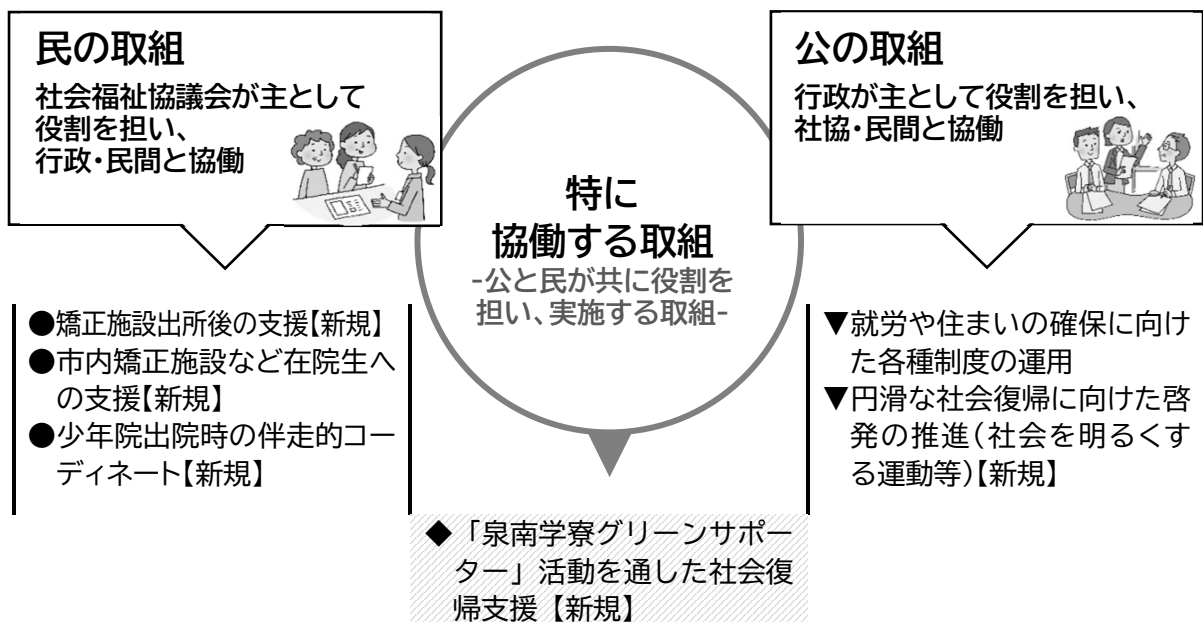 民の取組
社会福祉協議会が主として
役割を担い、
行政・民間と協働
特に
協働する取組
-公と民が共に役割を
担い、実施する取組-
公の取組
行政が主として役割を担い、
社協・民間と協働
●矯正施設出所後の支援【新規】
●市内矯正施設など在院生へ
の支援【新規】
●少年院出院時の伴走的コー
ディネート【新規】
▼就労や住まいの確保に向け
た各種制度の運用
▼円滑な社会復帰に向けた啓
発の推進（社会を明るくす
る運動等）【新規】
◆「泉南学寮グリーンサポー
ター」活動を通した社会復
帰支援【新規】